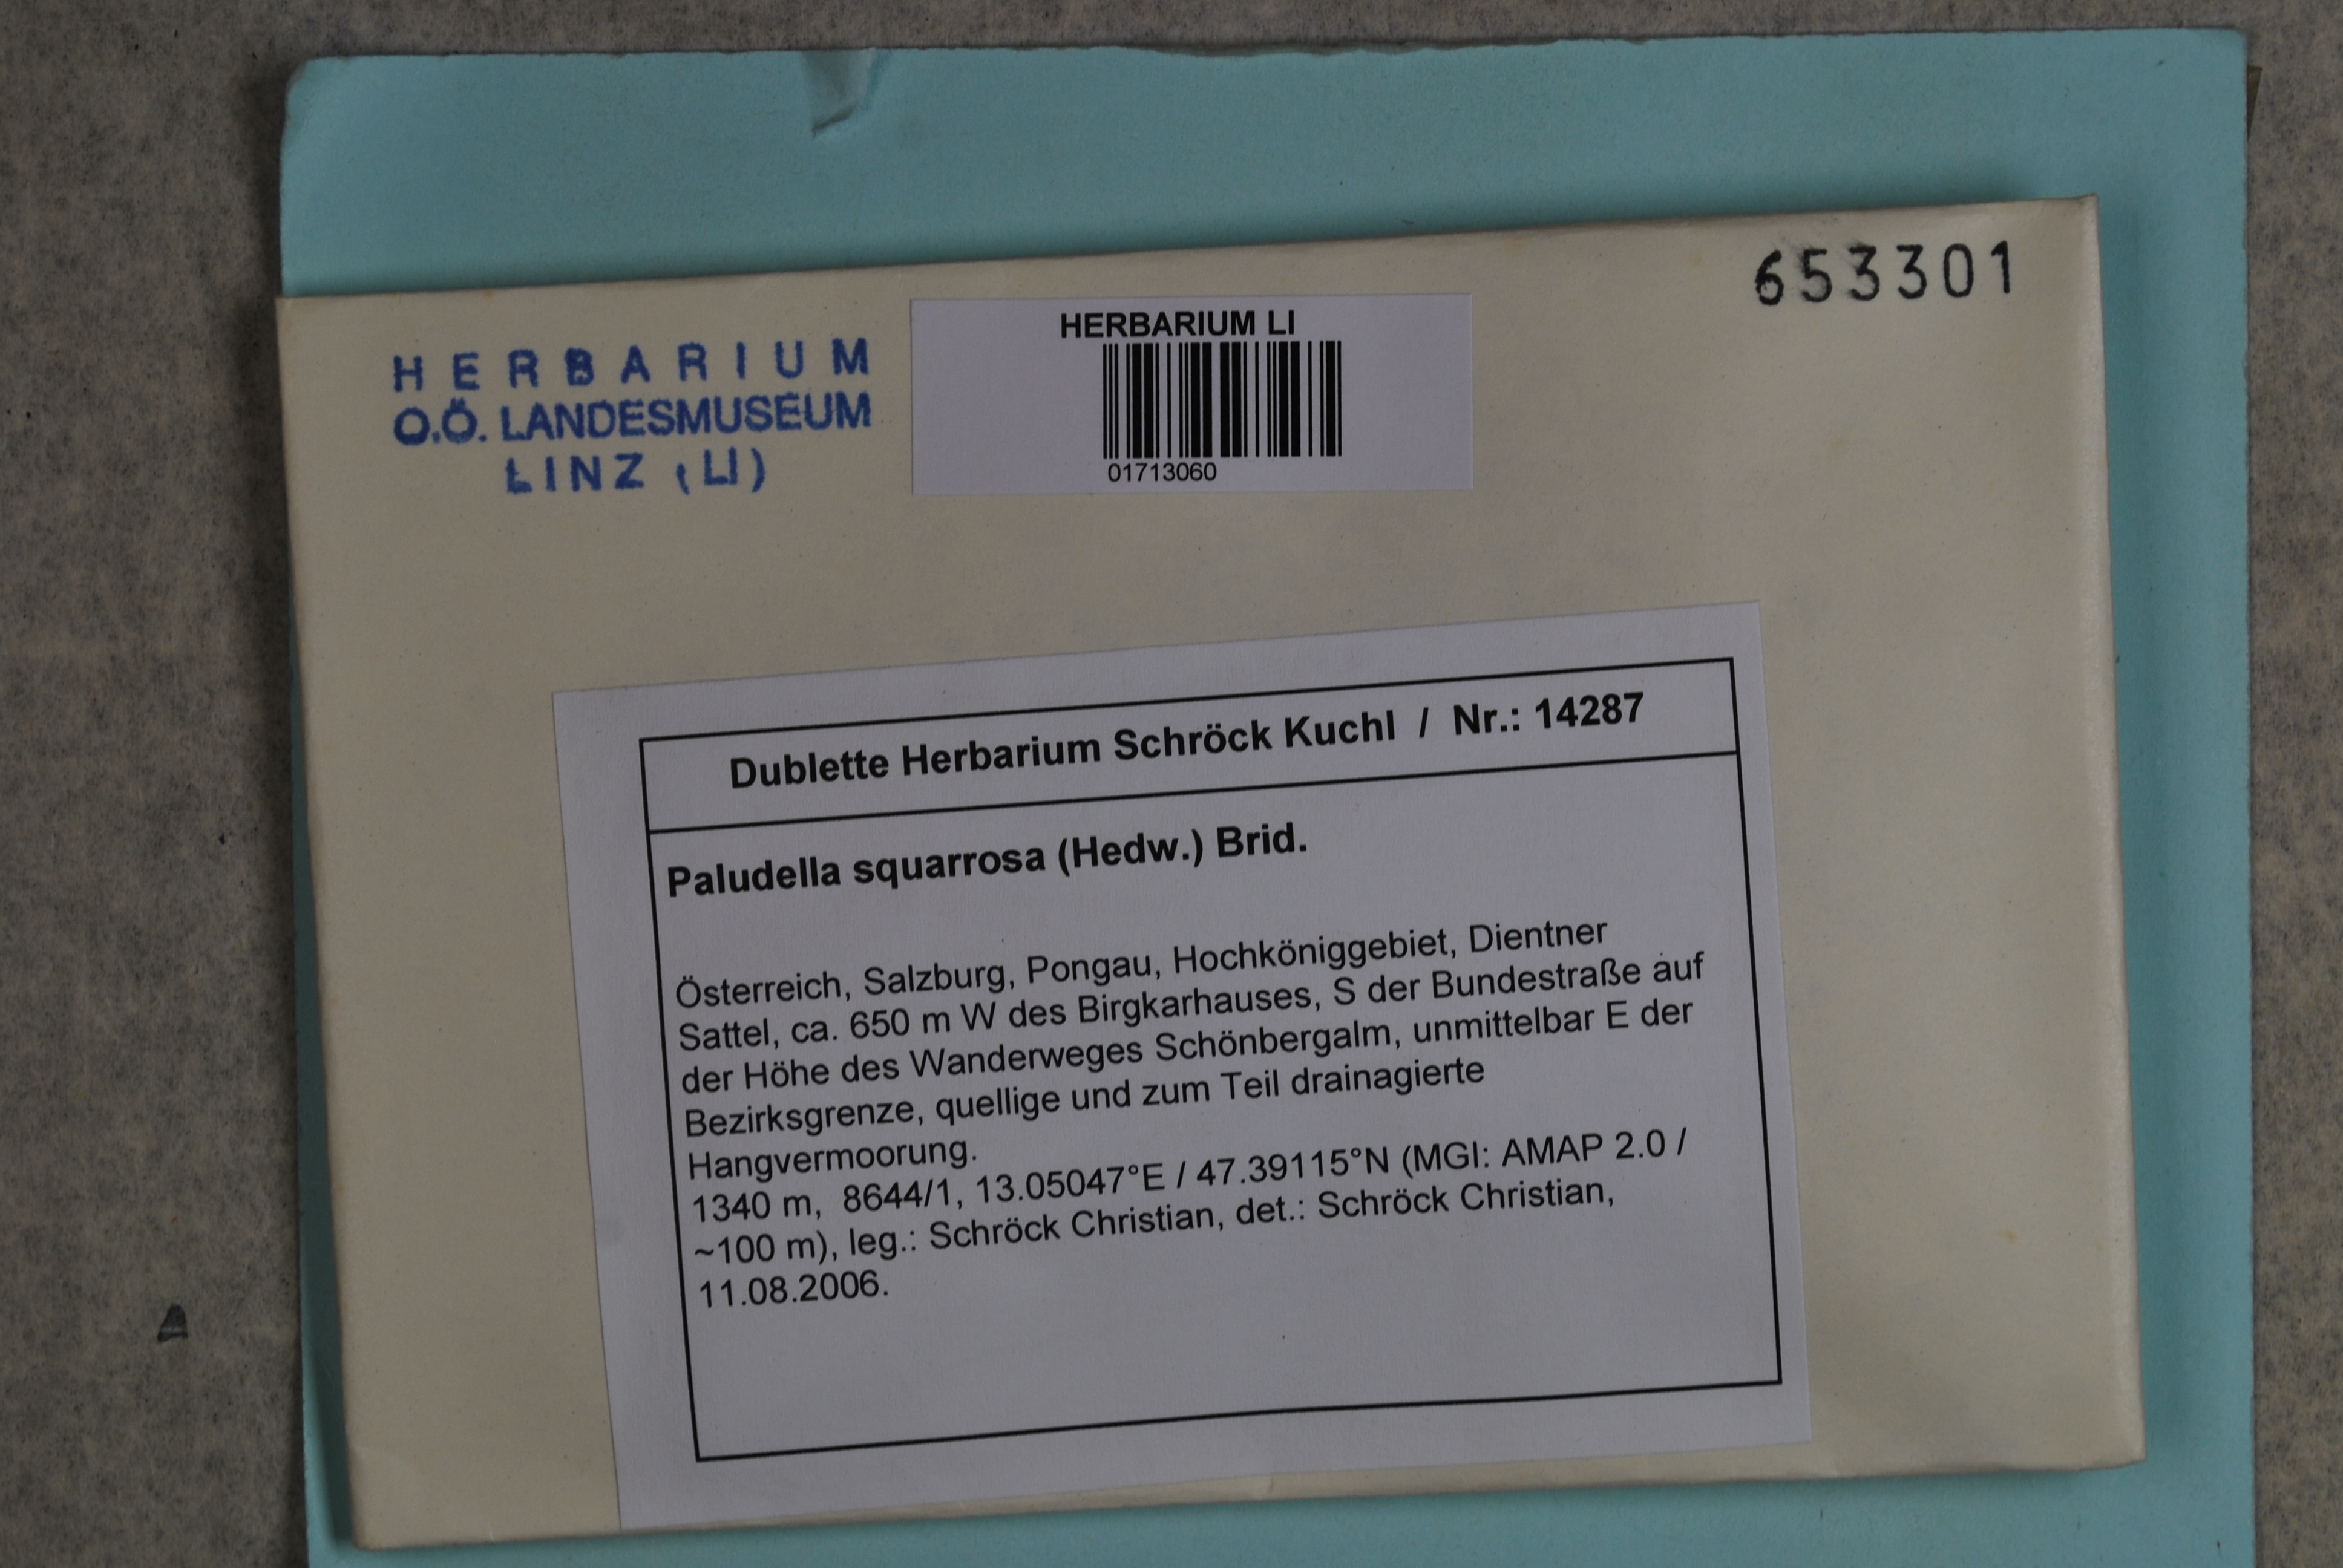 653301
HERBARIUM
O.Ö. LANDESMUSEUM
LINZ (LI)
HERBARIUM LI
01713060
Dublette Herbarium Schröck Kuchl / Nr.: 14287
Paludella squarrosa (Hedw.) Brid.
Österreich, Salzburg, Pongau, Hochköniggebiet, Dientner
Sattel, ca. 650 m W des Birgkarhauses, S der Bundestraße auf
der Höhe des Wanderweges Schönbergalm, unmittelbar E der
Bezirksgrenze, quellige und zum Teil drainagierte
Hangvermoorung.
1340 m, 8644/1, 13.05047°E / 47.39115°N (MGI: AMAP 2.0 /
~100 m), leg.: Schröck Christian, det.: Schröck Christian,
11.08.2006.